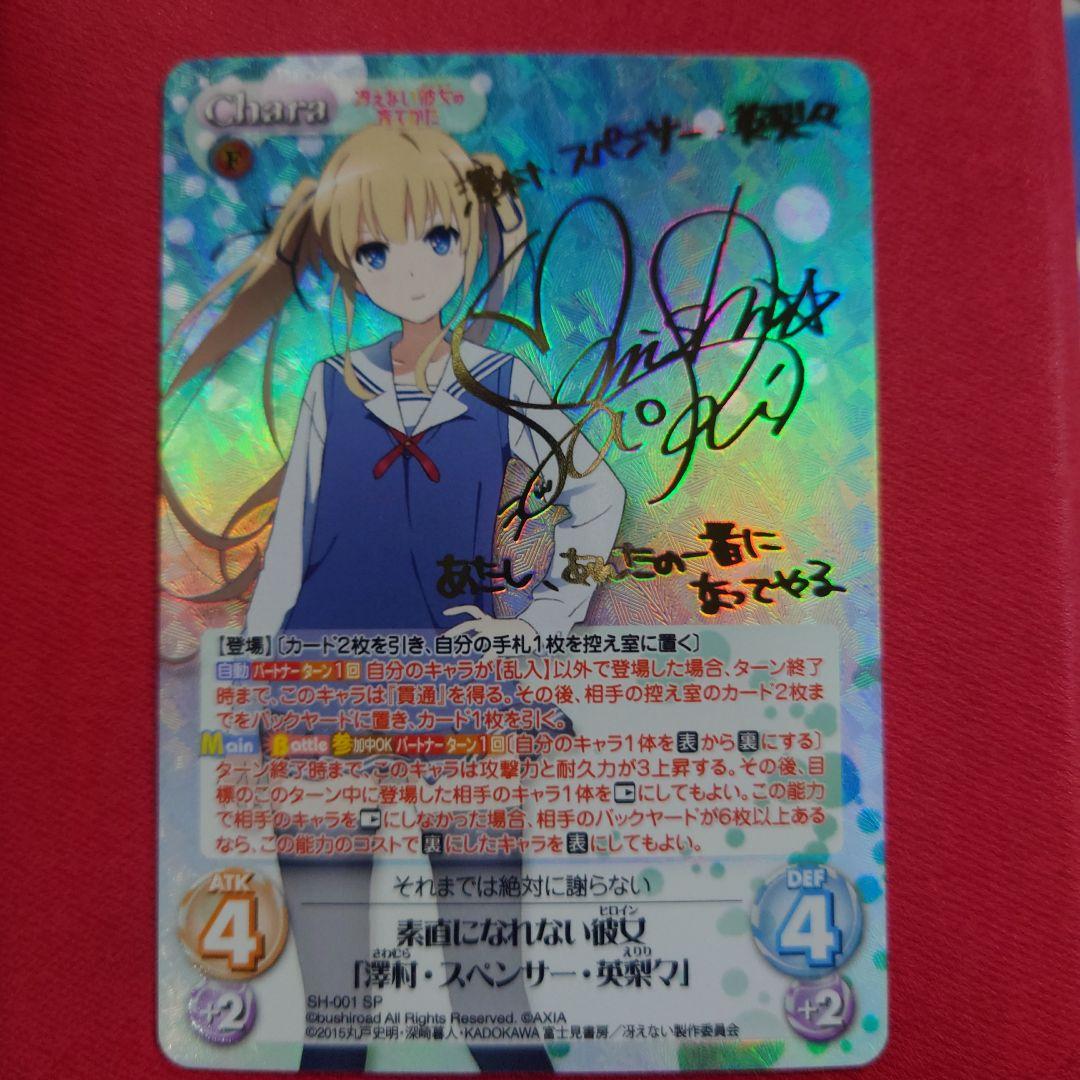 Chara
冴えない彼女の
育てかた
F
澤村・スペンサー・英梨々
あたし、あんたの一番に
なってやる
【登場】〔カード2枚を引き、自分の手札1枚を控え室に置く〕
自動 パートナー ターン1回 自分のキャラが【乱入】以外で登場した場合、ターン終了
時まで、このキャラは『貫通』を得る。その後、相手の控え室のカード2枚ま
でをバックヤードに置き、カード1枚を引く。
Main Battle 参加中OK パートナー ターン1回〔自分のキャラ1体を表から裏にする〕
ターン終了時まで、このキャラは攻撃力と耐久力が3上昇する。その後、目
標のこのターン中に登場した相手のキャラ1体を にしてもよい。この能力
で相手のキャラを にしなかった場合、相手のバックヤードが6枚以上ある
なら、この能力のコストで裏にしたキャラを表にしてもよい。
それまでは絶対に謝らない
ATK
4
DEF
4
ヒロイン
素直になれない彼女
さわむら えりり
「澤村・スペンサー・英梨々」
+2
+2
SH-001 SP
©bushiroad All Rights Reserved. ©AXIA
©2015丸戸史明・深崎暮人・KADOKAWA 富士見書房／冴えない製作委員会